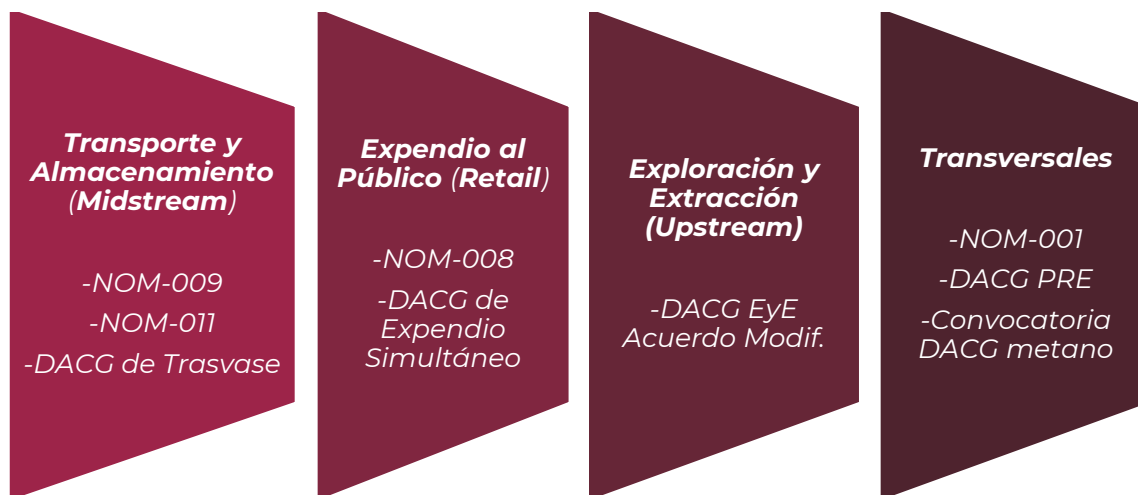 Transporte y
Almacenamiento
(Midstream)
-NOM-009
-NOM-011
-DACG de Trasvase
Expendio al
Público (Retail)
-NOM-008
-DACG de
Expendio
Simultáneo
Exploración y
Extracción
(Upstream)
-DACG EyE
Acuerdo Modif.
Transversales
-NOM-001
-DACG PRE
-Convocatoria
DACG metano